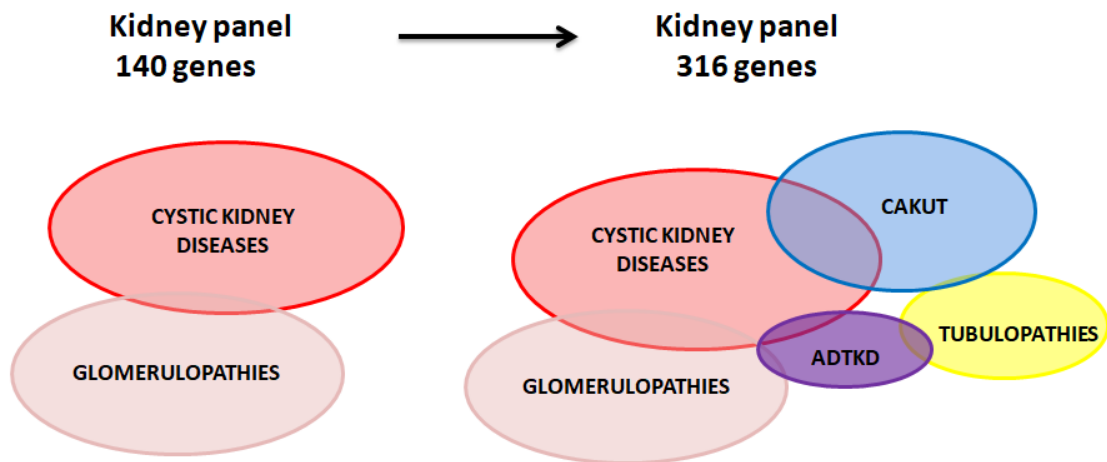 Kidney panel
140 genes
Kidney panel
316 genes
CYSTIC KIDNEY
DISEASES
GLOMERULOPATHIES
CAKUT
CYSTIC KIDNEY
DISEASES
TUBULOPATHIES
ADTKD
GLOMERULOPATHIES